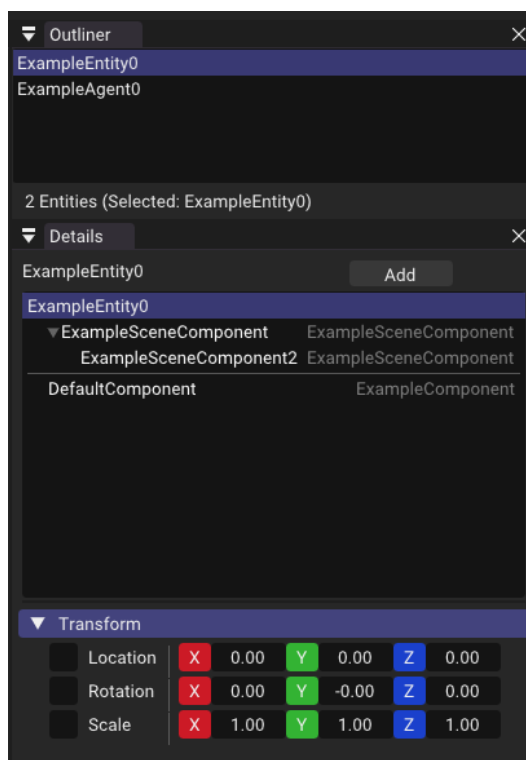 Outliner
ExampleEntity0
ExampleAgent0
2 Entities (Selected: ExampleEntity0)
Details
ExampleEntity0 Add
ExampleEntity0
ExampleSceneComponent ExampleSceneComponent
ExampleSceneComponent2 ExampleSceneComponent
DefaultComponent ExampleComponent
Transform
Location X 0.00 Y 0.00 Z 0.00
Rotation X 0.00 Y -0.00 Z 0.00
Scale X 1.00 Y 1.00 Z 1.00